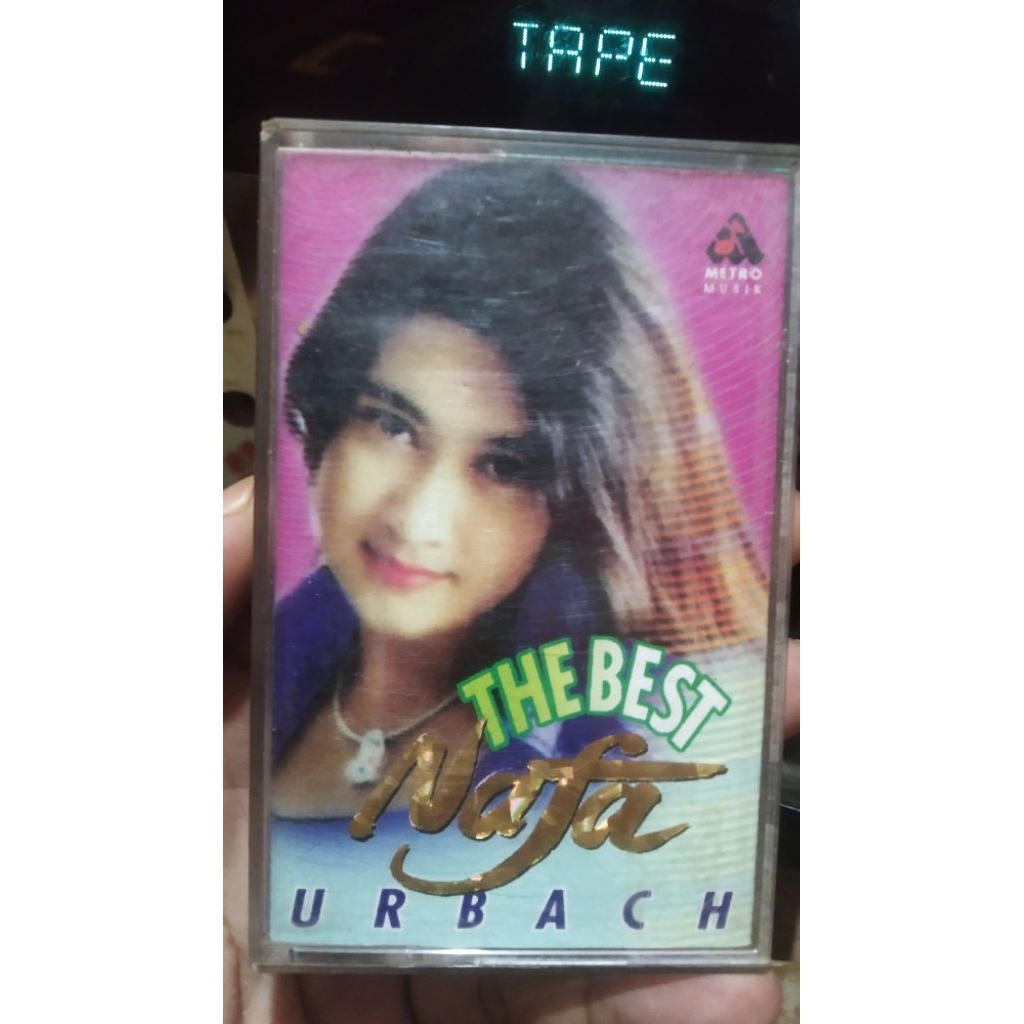 TAPE
METRO
MUSIK
THE BEST
Nafa
URBACH